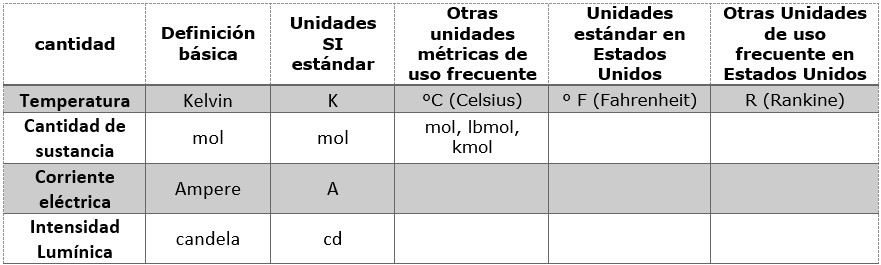 cantidad
Definición
básica
Unidades
SI
estándar
Otras
unidades
métricas de
uso frecuente
Unidades
estándar en
Estados
Unidos
Otras Unidades
de uso
frecuente en
Estados Unidos
Temperatura
Kelvin
K
ºC (Celsius)
º F (Fahrenheit)
R (Rankine)
Cantidad de
sustancia
mol
mol
mol, lbmol,
kmol
Corriente
eléctrica
Ampere
A
Intensidad
Lumínica
candela
cd